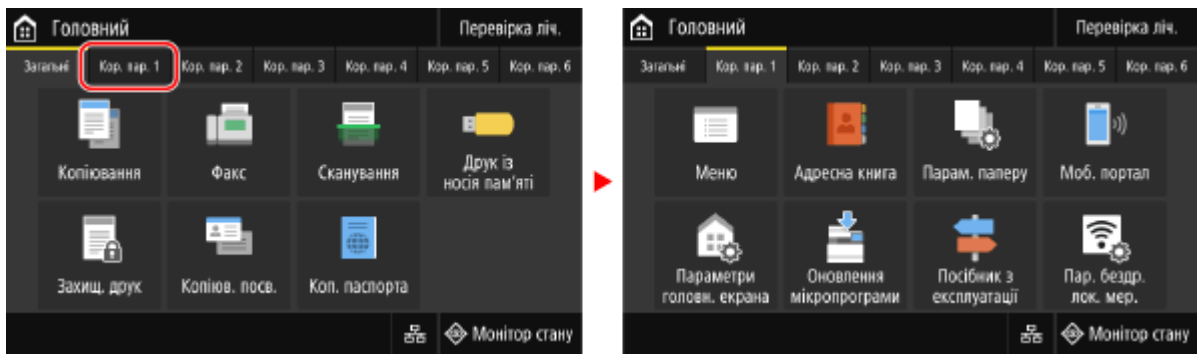 Головний
Перевірка ліч.
Загальні
Кор. пар. 1
Кор. пар. 2
Кор. пар. 3
Кор. пар. 4
Кор. пар. 5
Кор. пар. 6
Копіювання
Факс
Сканування
Друк із
носія пам'яті
Захищ. друк
Копіюв. посв.
Коп. паспорта
Монітор стану
Головний
Перевірка ліч.
Загальні
Кор. пар. 1
Кор. пар. 2
Кор. пар. 3
Кор. пар. 4
Кор. пар. 5
Кор. пар. 6
Меню
Адресна книга
Парам. паперу
Моб. портал
Параметри
головн. екрана
Оновлення
мікропрограми
Посібник з
експлуатації
Пар. бездр.
лок. мер.
Монітор стану